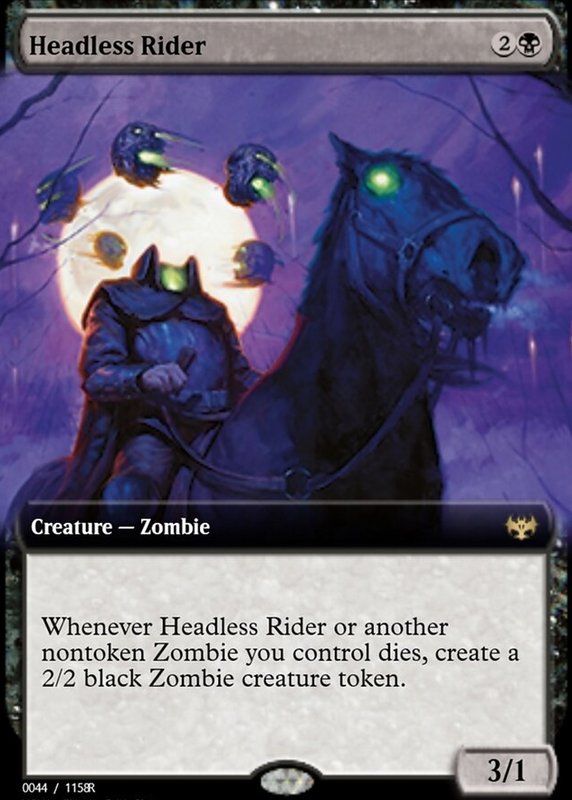 Headless Rider
2
Creature — Zombie
Whenever Headless Rider or another
nontoken Zombie you control dies, create a
2/2 black Zombie creature token.
3/1
0044 / 1158R